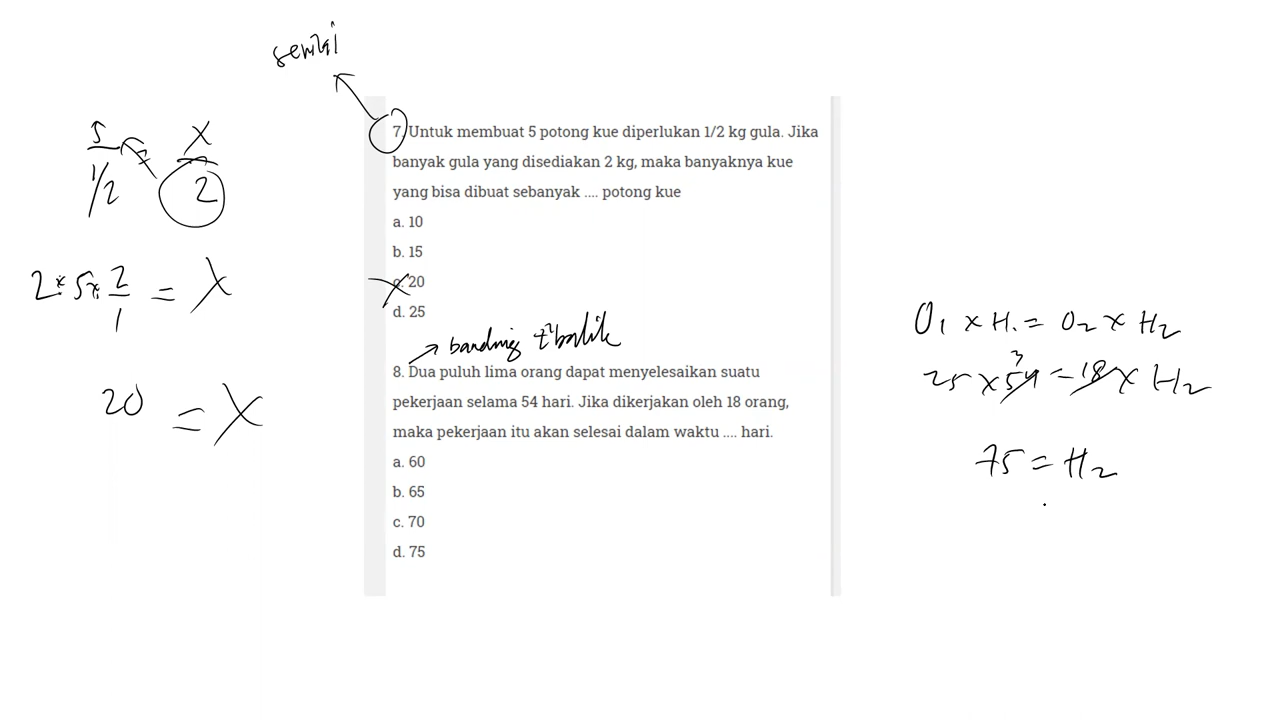 senilai
7. Untuk membuat 5 potong kue diperlukan 1/2 kg gula. Jika
banyak gula yang disediakan 2 kg, maka banyaknya kue
yang bisa dibuat sebanyak .... potong kue
a. 10
b. 15
c. 20
d. 25
banding t²balik
8. Dua puluh lima orang dapat menyelesaikan suatu
pekerjaan selama 54 hari. Jika dikerjakan oleh 18 orang,
maka pekerjaan itu akan selesai dalam waktu .... hari.
a. 60
b. 65
c. 70
d. 75
5 = x
1/2 2
2 x 5 x 2/1 = x
20 = x
O1 x H1 = O2 x H2
3
25 x 54 = 18 x H2
75 = H2